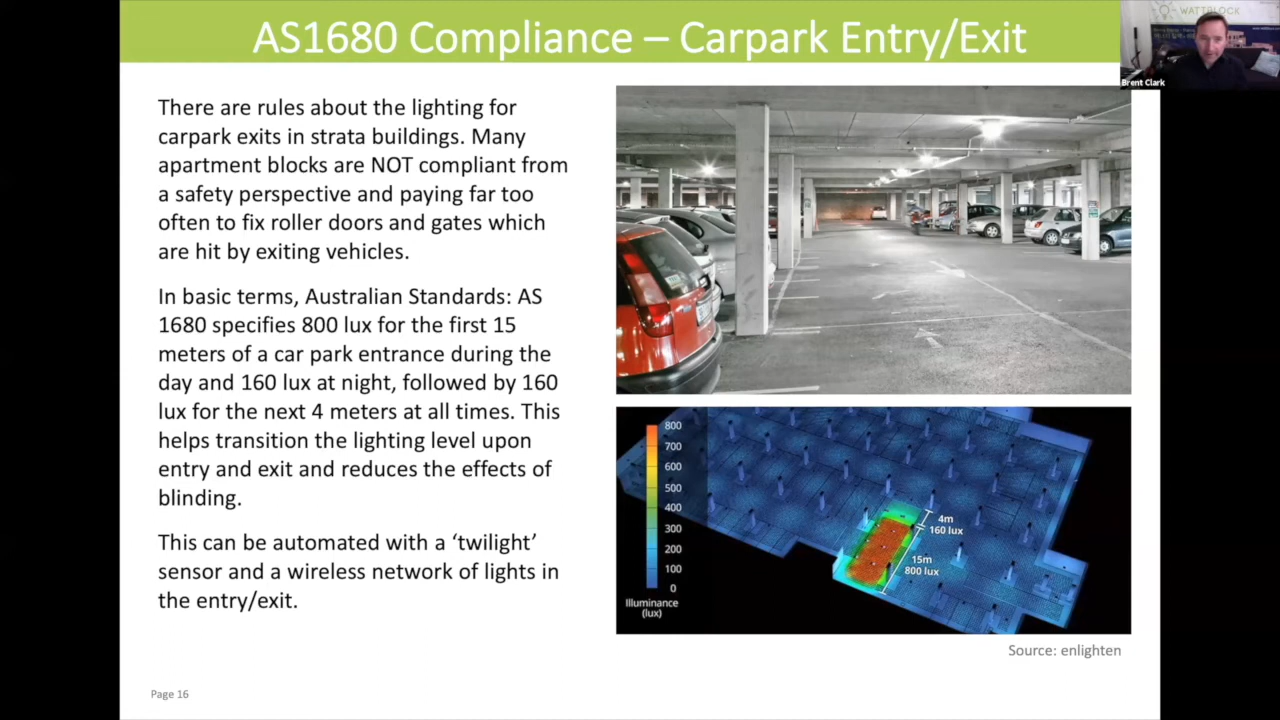 AS1680 Compliance – Carpark Entry/Exit
WATTBLOCK
Brent Clark
There are rules about the lighting for
carpark exits in strata buildings. Many
apartment blocks are NOT compliant from
a safety perspective and paying far too
often to fix roller doors and gates which
are hit by exiting vehicles.
In basic terms, Australian Standards: AS
1680 specifies 800 lux for the first 15
meters of a car park entrance during the
day and 160 lux at night, followed by 160
lux for the next 4 meters at all times. This
helps transition the lighting level upon
entry and exit and reduces the effects of
blinding.
This can be automated with a ‘twilight’
sensor and a wireless network of lights in
the entry/exit.
800
700
600
500
400
300
200
100
0
Illuminance
(lux)
4m
160 lux
15m
800 lux
Source: enlighten
Page 16